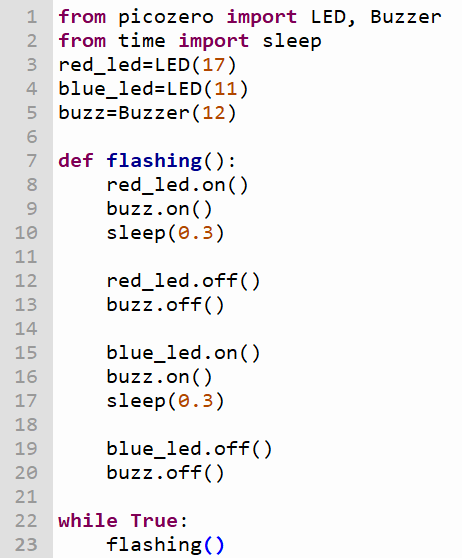 1 from picozero import LED, Buzzer
2 from time import sleep
3 red_led=LED(17)
4 blue_led=LED(11)
5 buzz=Buzzer(12)
6
7 def flashing():
8     red_led.on()
9     buzz.on()
10     sleep(0.3)
11
12     red_led.off()
13     buzz.off()
14
15     blue_led.on()
16     buzz.on()
17     sleep(0.3)
18
19     blue_led.off()
20     buzz.off()
21
22 while True:
23     flashing()